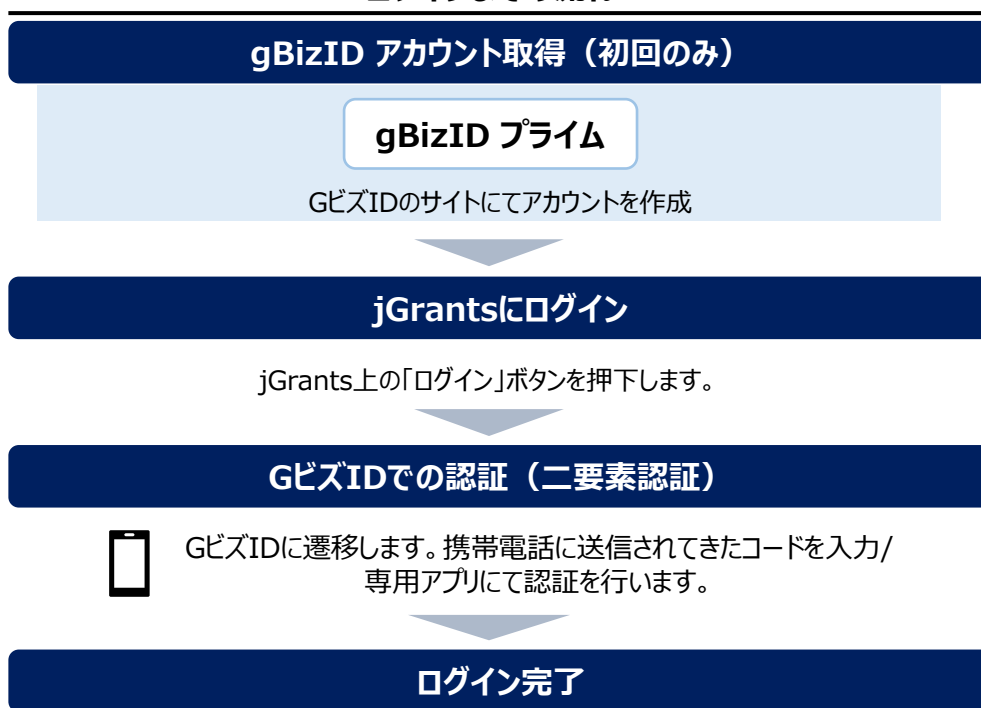 gBizID アカウント取得（初回のみ）
gBizID プライム
GビズIDのサイトにてアカウントを作成
jGrantsにログイン
jGrants上の「ログイン」ボタンを押下します。
GビズIDでの認証（二要素認証）
GビズIDに遷移します。携帯電話に送信されてきたコードを入力/
専用アプリにて認証を行います。
ログイン完了